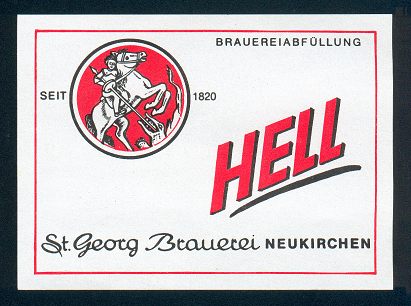 BRAUEREIABFÜLLUNG
SEIT 1820
HELL
St. Georg Brauerei NEUKIRCHEN